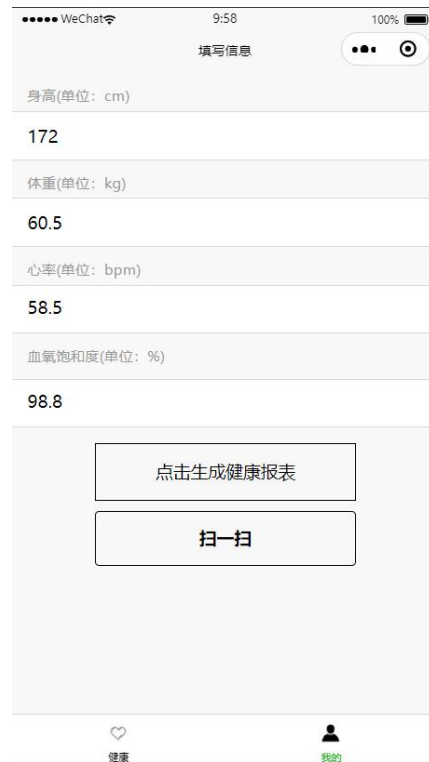 WeChat 9:58 100%
填写信息
身高(单位：cm)
172
体重(单位：kg)
60.5
心率(单位：bpm)
58.5
血氧饱和度(单位：%)
98.8
点击生成健康报表
扫一扫
健康 我的